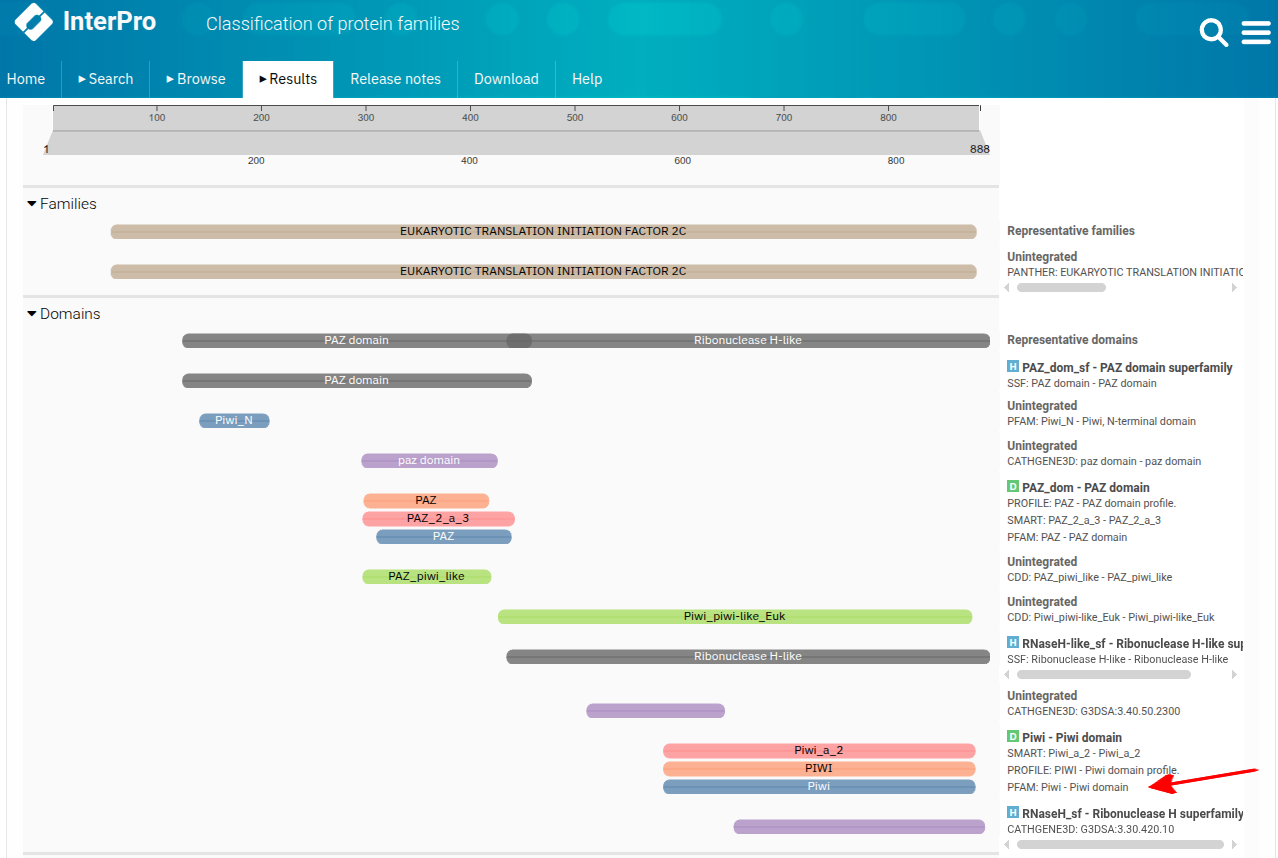 InterPro
Classification of protein families
Home
▸ Search
▸ Browse
▸ Results
Release notes
Download
Help
100 200 300 400 500 600 700 800
1 888
200 400 600 800
▾ Families
EUKARYOTIC TRANSLATION INITIATION FACTOR 2C
Representative families
Unintegrated
EUKARYOTIC TRANSLATION INITIATION FACTOR 2C
PANTHER: EUKARYOTIC TRANSLATION INITIATIO
▾ Domains
PAZ domain
Ribonuclease H-like
Representative domains
H PAZ_dom_sf - PAZ domain superfamily
PAZ domain
SSF: PAZ domain - PAZ domain
Unintegrated
Piwi_N
PFAM: Piwi_N - Piwi, N-terminal domain
Unintegrated
paz domain
CATHGENE3D: paz domain - paz domain
D PAZ_dom - PAZ domain
PAZ
PROFILE: PAZ - PAZ domain profile.
PAZ_2_a_3
SMART: PAZ_2_a_3 - PAZ_2_a_3
PAZ
PFAM: PAZ - PAZ domain
Unintegrated
PAZ_piwi_like
CDD: PAZ_piwi_like - PAZ_piwi_like
Unintegrated
Piwi_piwi-like_Euk
CDD: Piwi_piwi-like_Euk - Piwi_piwi-like_Euk
H RNaseH-like_sf - Ribonuclease H-like sup
Ribonuclease H-like
SSF: Ribonuclease H-like - Ribonuclease H-like
Unintegrated
CATHGENE3D: G3DSA:3.40.50.2300
D Piwi - Piwi domain
Piwi_a_2
SMART: Piwi_a_2 - Piwi_a_2
PIWI
PROFILE: PIWI - Piwi domain profile.
Piwi
PFAM: Piwi - Piwi domain
H RNaseH_sf - Ribonuclease H superfamily
CATHGENE3D: G3DSA:3.30.420.10